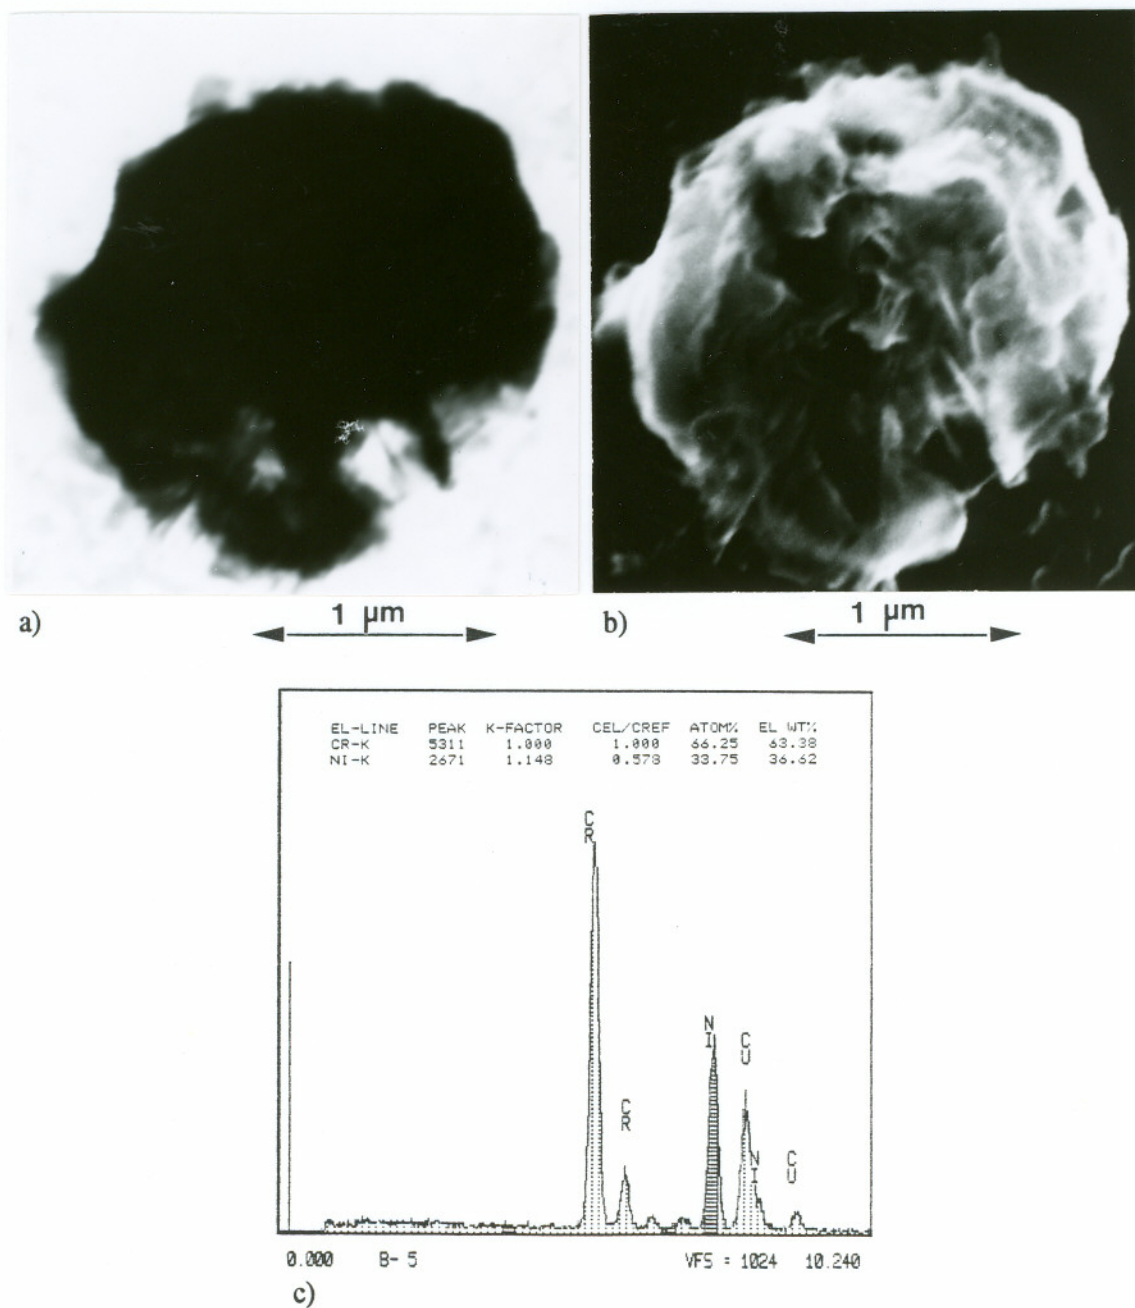 1 µm
1 µm
a)
b)
EL-LINE PEAK K-FACTOR CEL/CREF ATOM% EL WT%
CR-K 5311 1.000 1.000 66.25 63.38
NI-K 2671 1.148 0.578 33.75 36.62
CR
NI
CU
CR
NI
CU
0.000 B- 5 VFS = 1024 10.240
c)